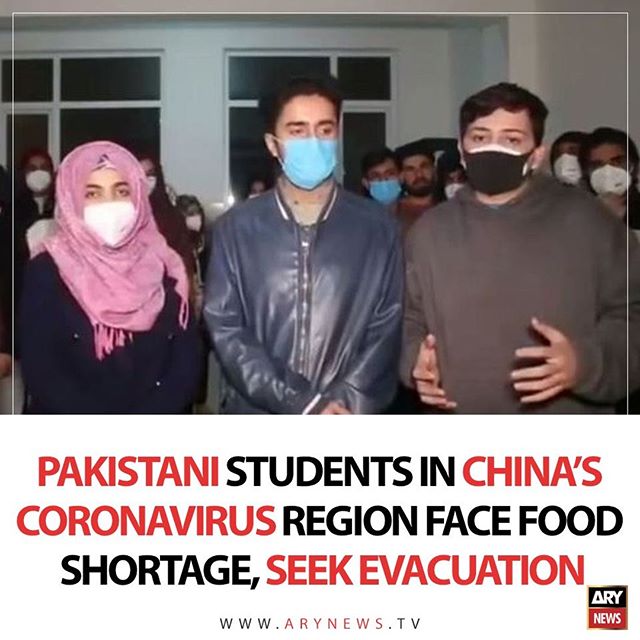 PAKISTANI STUDENTS IN CHINA'S
CORONAVIRUS REGION FACE FOOD
SHORTAGE, SEEK EVACUATION
ARY
NEWS
WWW.ARYNEWS.TV